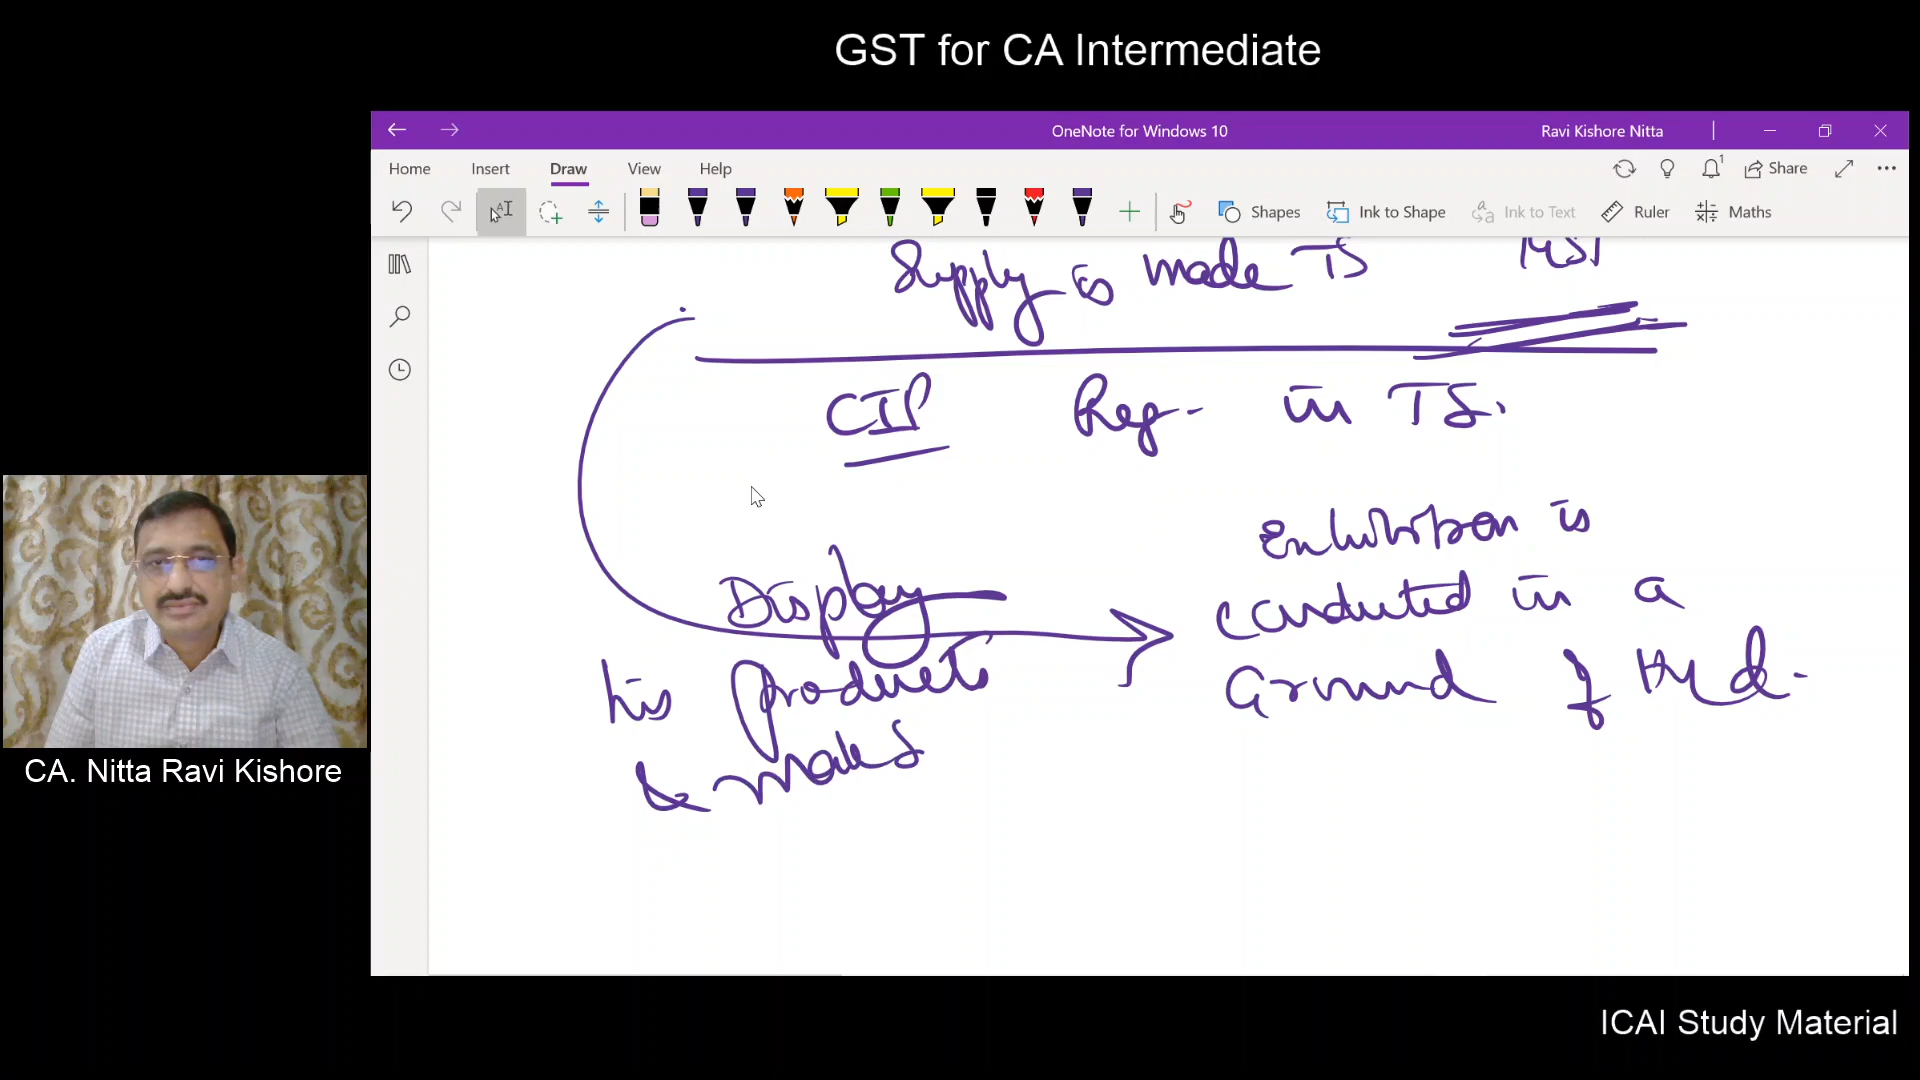 GST for CA Intermediate
OneNote for Windows 10
Ravi Kishore Nitta
Home Insert Draw View Help
1 Share
Shapes Ink to Shape Ink to Text Ruler Maths
Supply is made TS
CIP Reg. in TS.
Exhibition is
conducted in a
Ground of Hyd.
Display
his products
& makes
CA. Nitta Ravi Kishore
ICAI Study Material